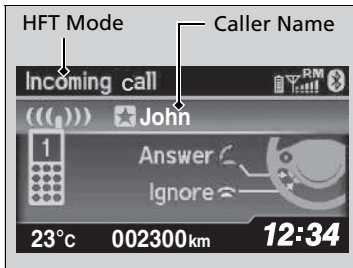 HFT Mode Caller Name
Incoming call RM
John
1
Answer
Ignore
23°c 002300km 12:34